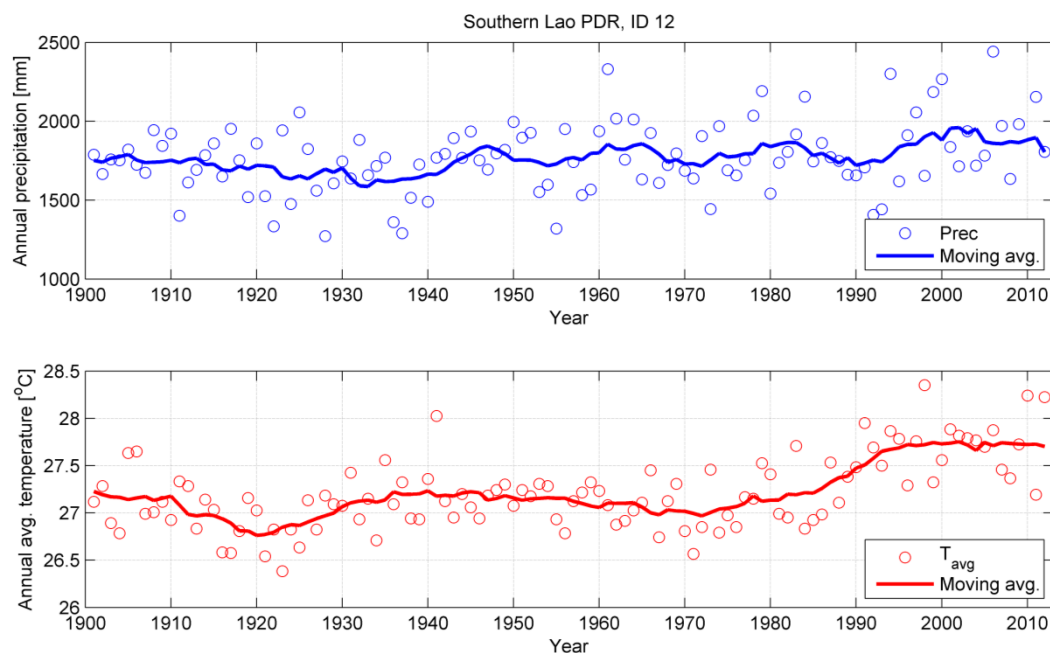 Southern Lao PDR, ID 12
Annual precipitation [mm]
2500
2000
1500
1000
Prec
Moving avg.
1900 1910 1920 1930 1940 1950 1960 1970 1980 1990 2000 2010
Year
Annual avg. temperature [°C]
28.5
28
27.5
27
26.5
26
Tavg
Moving avg.
1900 1910 1920 1930 1940 1950 1960 1970 1980 1990 2000 2010
Year